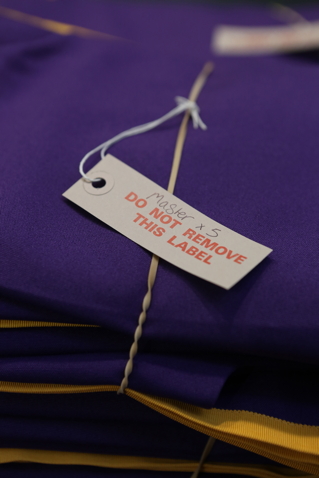 Master x 5
DO NOT REMOVE
THIS LABEL